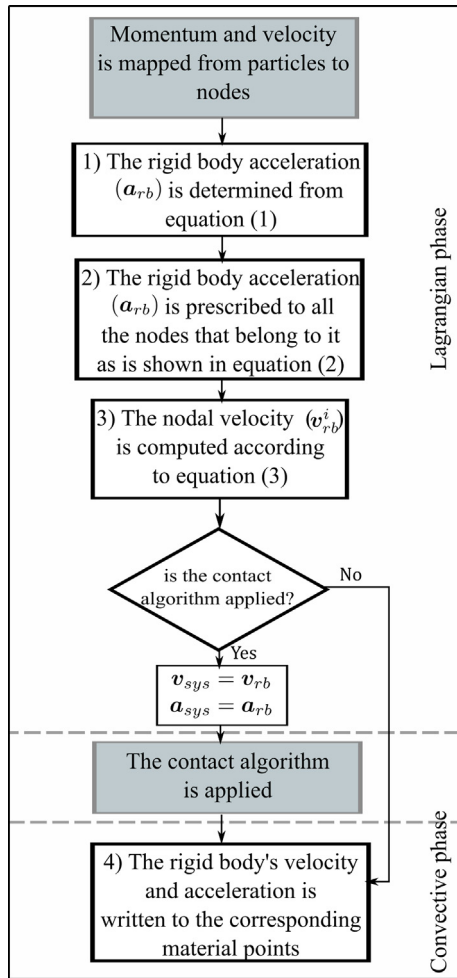 Momentum and velocity
is mapped from particles to
nodes
1) The rigid body acceleration
(𝒂_rb) is determined from
equation (1)
2) The rigid body acceleration
(𝒂_rb) is prescribed to all
the nodes that belong to it
as is shown in equation (2)
3) The nodal velocity (𝒗^i_rb)
is computed according
to equation (3)
is the contact
algorithm applied?
No
Yes
𝒗_sys = 𝒗_rb
𝒂_sys = 𝒂_rb
The contact algorithm
is applied
4) The rigid body's velocity
and acceleration is
written to the corresponding
material points
Lagrangian phase
Convective phase